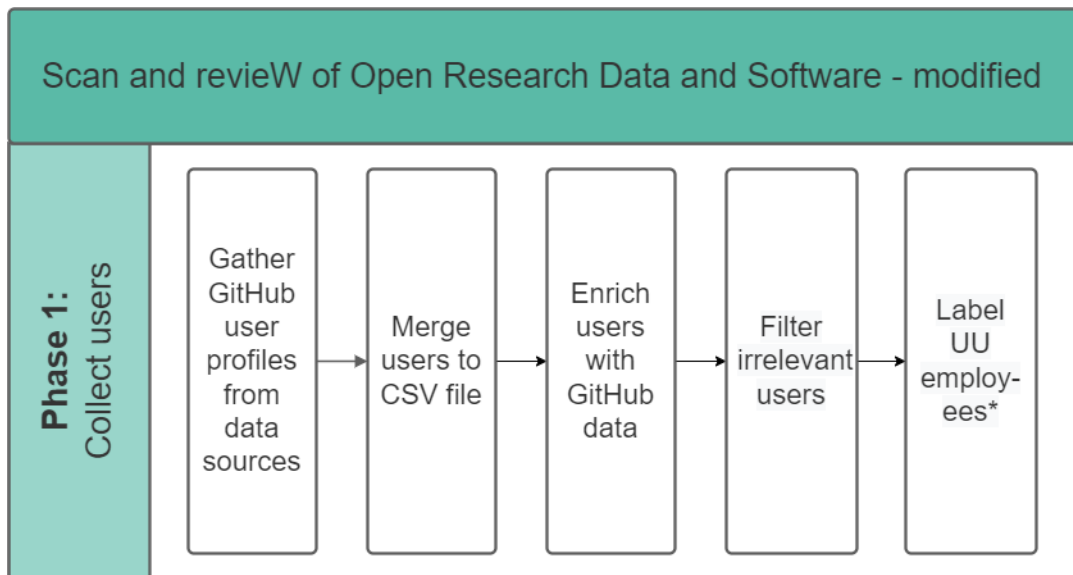 Scan and revieW of Open Research Data and Software - modified
Phase 1:
Collect users
Gather
GitHub
user
profiles
from
data
sources
Merge
users to
CSV file
Enrich
users
with
GitHub
data
Filter
irrelevant
users
Label
UU
employ-
ees*